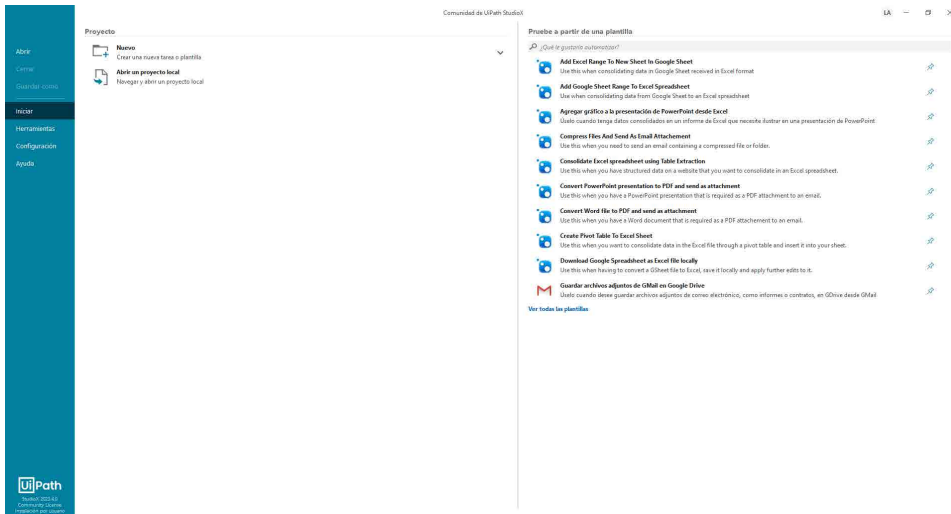 Comunidad de UiPath StudioX
LA
Abrir
Cerrar
Guardar como
Iniciar
Herramientas
Configuración
Ayuda
Proyecto
Nuevo
Crear una nueva tarea o plantilla
Abrir un proyecto local
Navegar y abrir un proyecto local
Pruebe a partir de una plantilla
¿Qué le gustaría automatizar?
Add Excel Range To New Sheet In Google Sheet
Use this when consolidating data in Google Sheet received in Excel format
Add Google Sheet Range To Excel Spreadsheet
Use when consolidating data from Google Sheet to an Excel spreadsheet
Agregar gráfico a la presentación de PowerPoint desde Excel
Úselo cuando tenga datos consolidados en un informe de Excel que necesite ilustrar en una presentación de PowerPoint
Compress Files And Send As Email Attachement
Use this when you need to send an email containing a compressed file or folder.
Consolidate Excel spreadsheet using Table Extraction
Use this when you have structured data on a website that you want to consolidate in an Excel spreadsheet.
Convert PowerPoint presentation to PDF and send as attachment
Use this when you have a PowerPoint presentation that is required as a PDF attachment to an email.
Convert Word file to PDF and send as attachment
Use this when you have a Word document that is required as a PDF attachement to an email.
Create Pivot Table To Excel Sheet
Use this when you want to consolidate data in the Excel file through a pivot table and insert it into your sheet.
Download Google Spreadsheet as Excel file locally
Use this when having to convert a GSheet file to Excel, save it locally and apply further edits to it.
Guardar archivos adjuntos de GMail en Google Drive
Úselo cuando desee guardar archivos adjuntos de correo electrónico, como informes o contratos, en GDrive desde GMail
Ver todas las plantillas
UiPath
Community License
Instalación por usuario